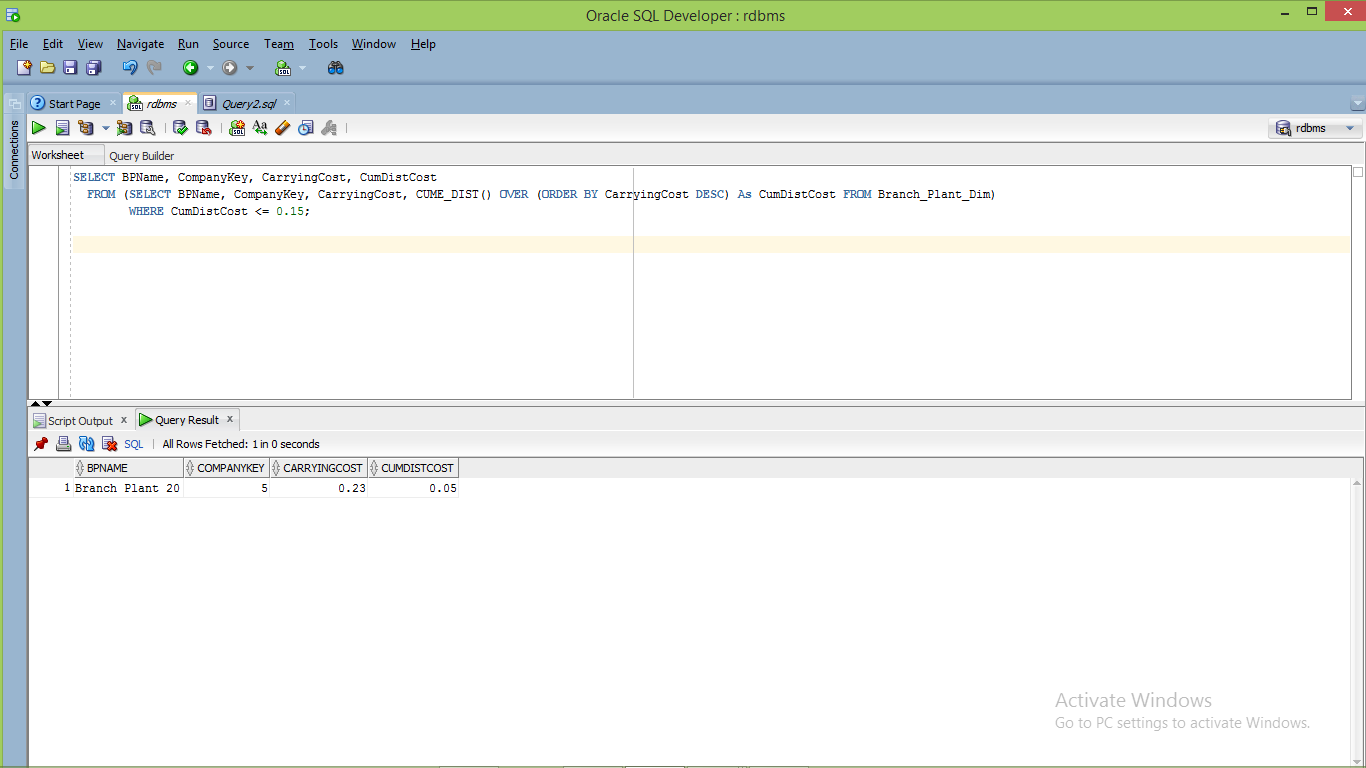 Oracle SQL Developer : rdbms
File Edit View Navigate Run Source Team Tools Window Help
Start Page rdbms Query2.sql
rdbms
Connections
Worksheet Query Builder
SELECT BPName, CompanyKey, CarryingCost, CumDistCost
FROM (SELECT BPName, CompanyKey, CarryingCost, CUME_DIST() OVER (ORDER BY CarryingCost DESC) As CumDistCost FROM Branch_Plant_Dim)
WHERE CumDistCost <= 0.15;
Script Output x Query Result x
SQL All Rows Fetched: 1 in 0 seconds
BPNAME COMPANYKEY CARRYINGCOST CUMDISTCOST
1 Branch Plant 20 5 0.23 0.05
Activate Windows
Go to PC settings to activate Windows.